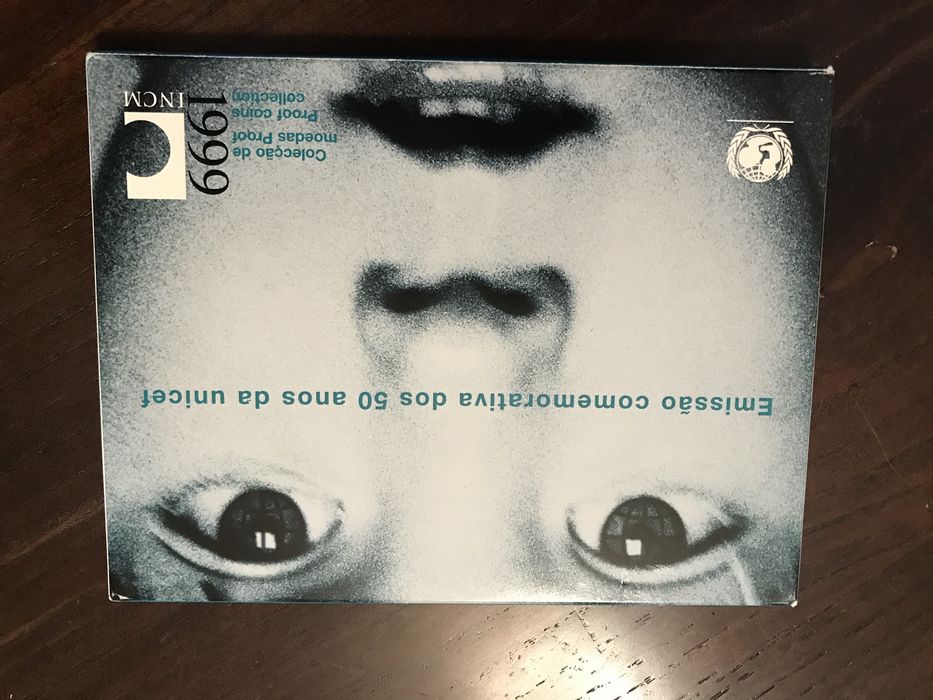 Emissão comemorativa dos 50 anos da unicef
1999
Colecção de
moedas Proof
Proof coins
collection
INCM